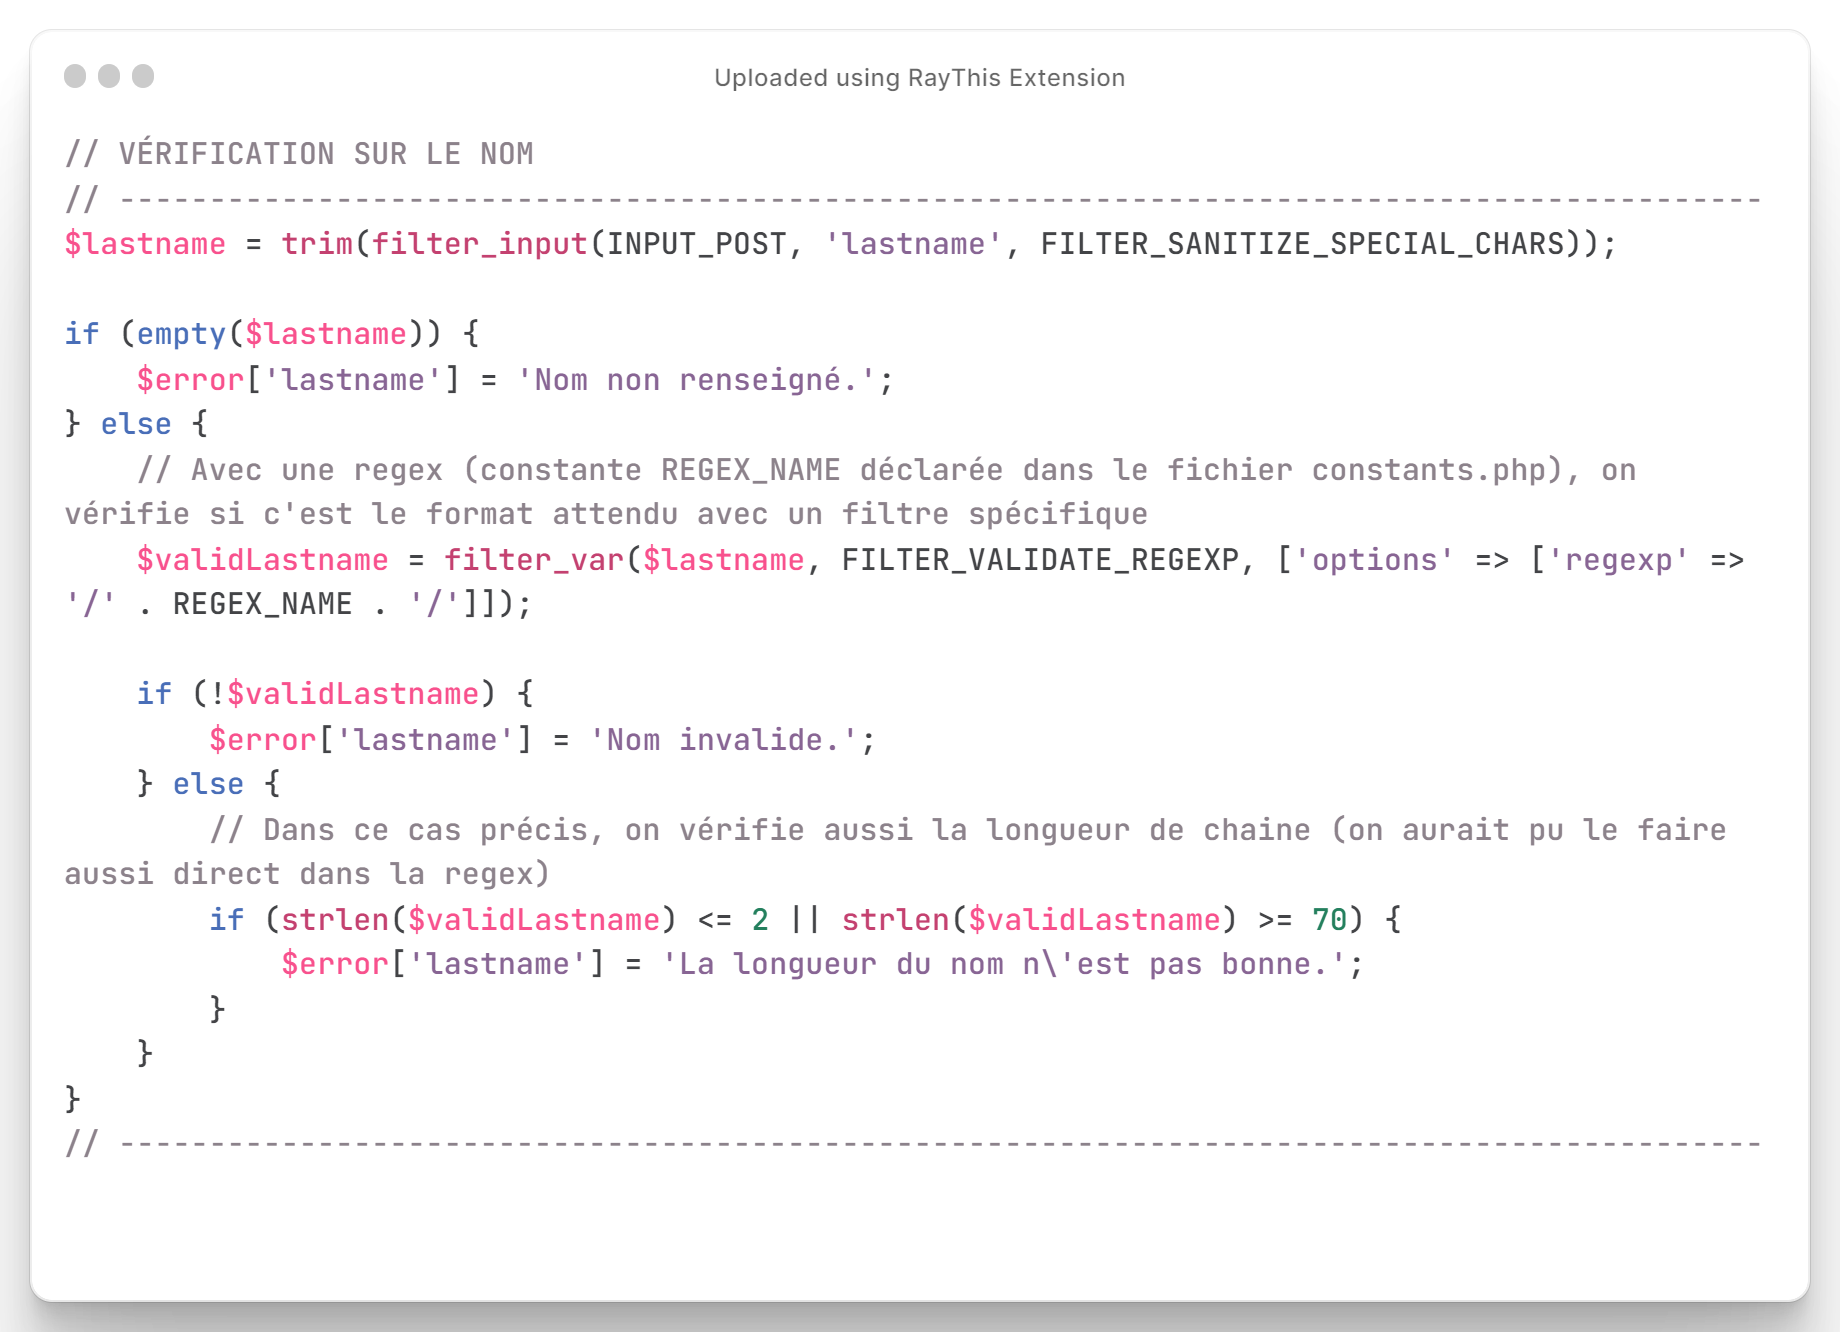 Uploaded using RayThis Extension
// VÉRIFICATION SUR LE NOM
// -------------------------------------------------------------------------------------------
$lastname = trim(filter_input(INPUT_POST, 'lastname', FILTER_SANITIZE_SPECIAL_CHARS));

if (empty($lastname)) {
    $error['lastname'] = 'Nom non renseigné.';
} else {
    // Avec une regex (constante REGEX_NAME déclarée dans le fichier constants.php), on
vérifie si c'est le format attendu avec un filtre spécifique
    $validLastname = filter_var($lastname, FILTER_VALIDATE_REGEXP, ['options' => ['regexp' =>
'/' . REGEX_NAME . '/']]);

    if (!$validLastname) {
        $error['lastname'] = 'Nom invalide.';
    } else {
        // Dans ce cas précis, on vérifie aussi la longueur de chaine (on aurait pu le faire
aussi direct dans la regex)
        if (strlen($validLastname) <= 2 || strlen($validLastname) >= 70) {
            $error['lastname'] = 'La longueur du nom n\'est pas bonne.';
        }
    }
}
// -------------------------------------------------------------------------------------------